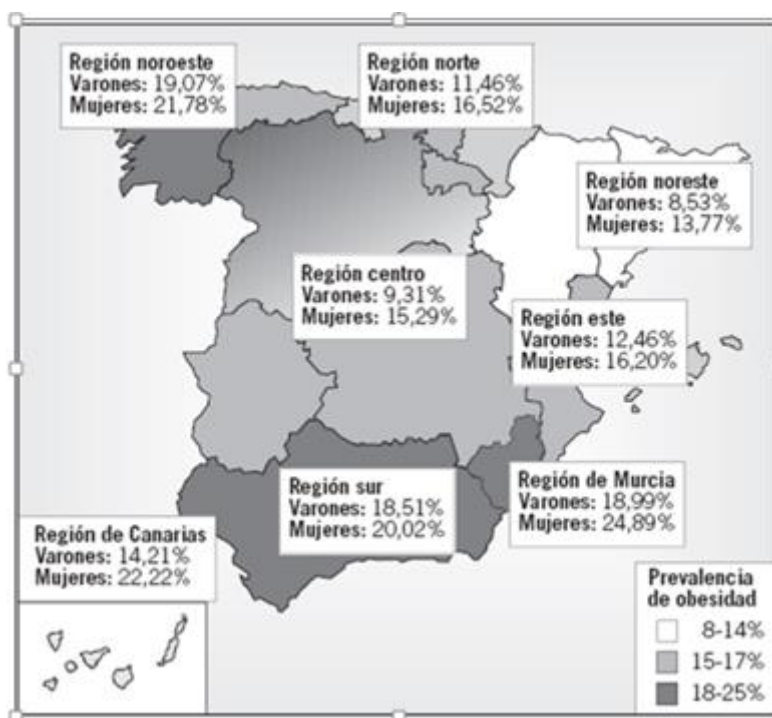 Región noroeste
Varones: 19,07%
Mujeres: 21,78%
Región norte
Varones: 11,46%
Mujeres: 16,52%
Región noreste
Varones: 8,53%
Mujeres: 13,77%
Región centro
Varones: 9,31%
Mujeres: 15,29%
Región este
Varones: 12,46%
Mujeres: 16,20%
Región sur
Varones: 18,51%
Mujeres: 20,02%
Región de Murcia
Varones: 18,99%
Mujeres: 24,89%
Región de Canarias
Varones: 14,21%
Mujeres: 22,22%
Prevalencia
de obesidad
8-14%
15-17%
18-25%